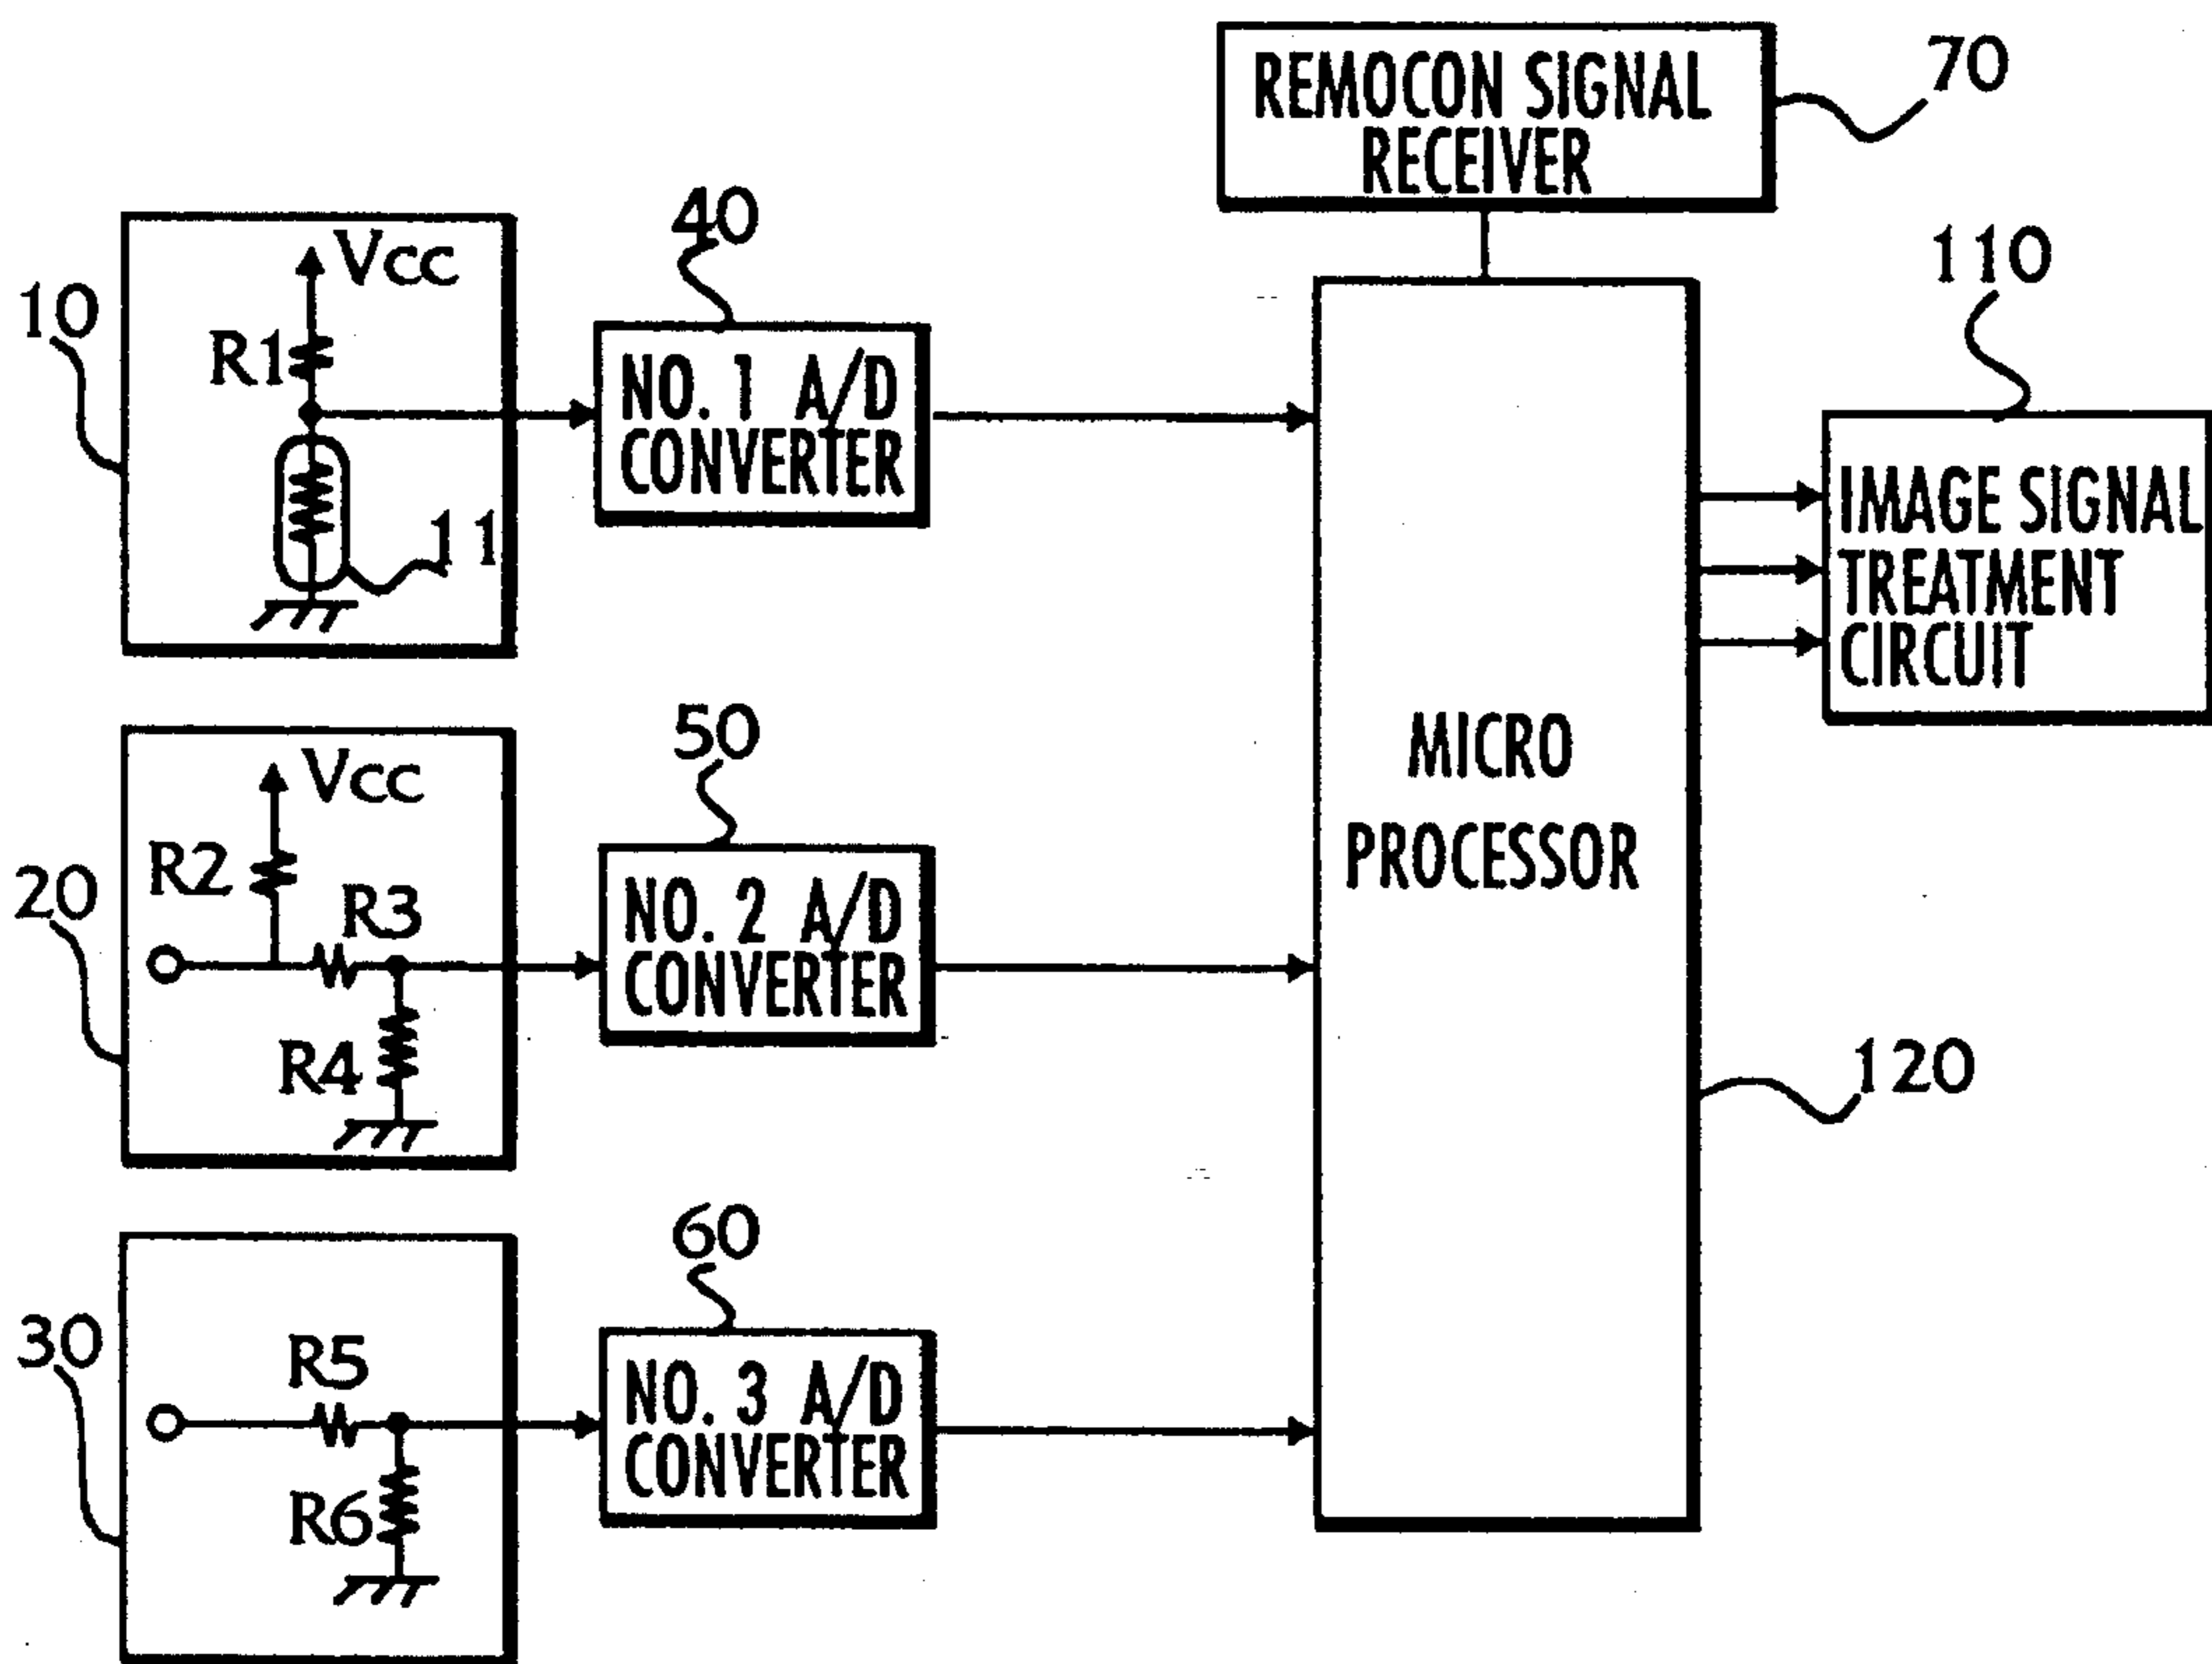 REMOCON SIGNAL
RECEIVER
70
10
Vcc
R1
11
40
NO. 1 A/D
CONVERTER
110
IMAGE SIGNAL
TREATMENT
CIRCUIT
MICRO
PROCESSOR
120
20
Vcc
R2
R3
R4
50
NO. 2 A/D
CONVERTER
30
R5
R6
60
NO. 3 A/D
CONVERTER